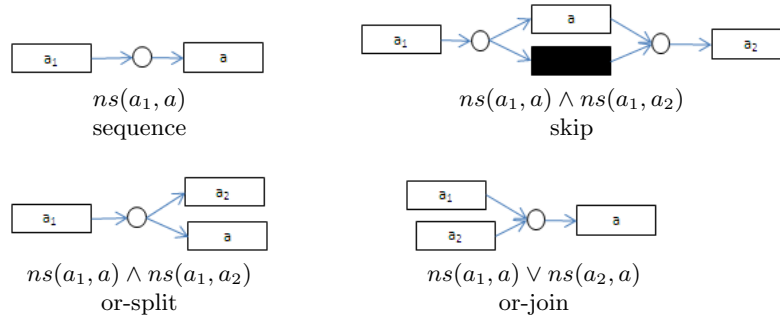 a₁ a
ns(a₁, a)
sequence
a₁ a a₂
ns(a₁, a) ∧ ns(a₁, a₂)
skip
a₁ a₂ a
ns(a₁, a) ∧ ns(a₁, a₂)
or-split
a₁ a₂ a
ns(a₁, a) ∨ ns(a₂, a)
or-join